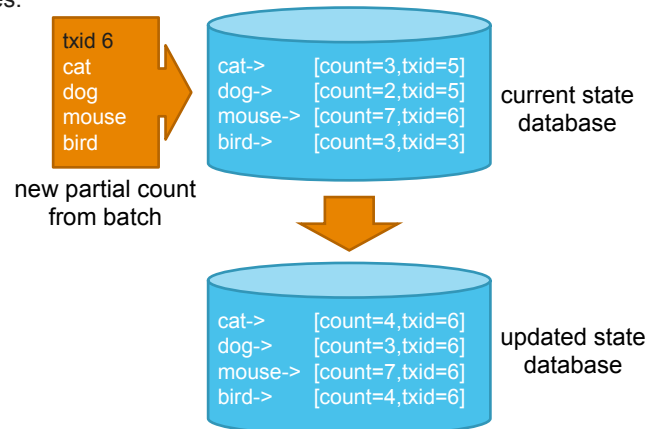 es:
txid 6
cat
dog
mouse
bird
new partial count
from batch
cat-> [count=3,txid=5]
dog-> [count=2,txid=5]
mouse-> [count=7,txid=6]
bird-> [count=3,txid=3]
current state
database
cat-> [count=4,txid=6]
dog-> [count=3,txid=6]
mouse-> [count=7,txid=6]
bird-> [count=4,txid=6]
updated state
database